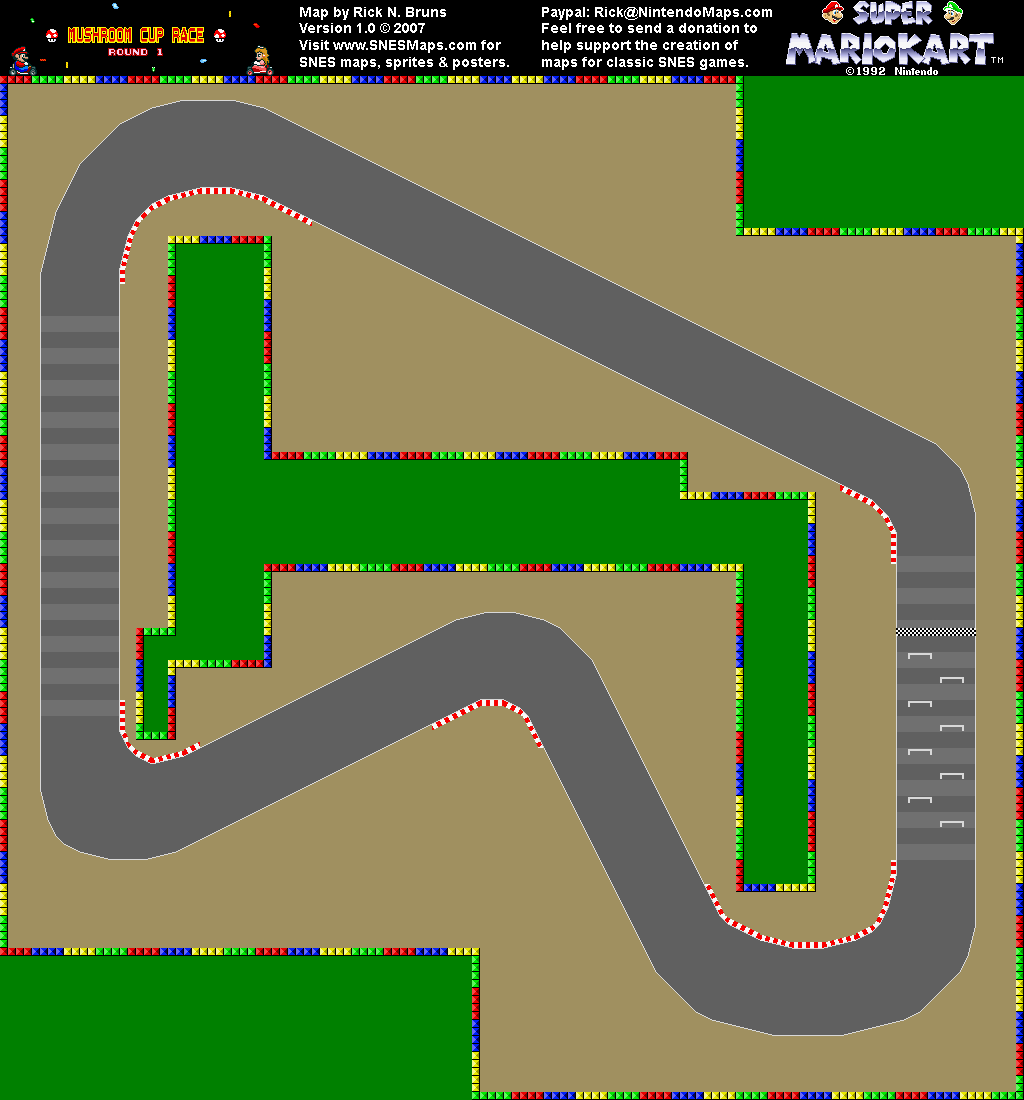 MUSHROOM CUP RACE
ROUND 1
Map by Rick N. Bruns
Version 1.0 © 2007
Visit www.SNESMaps.com for
SNES maps, sprites & posters.
Paypal: Rick@NintendoMaps.com
Feel free to send a donation to
help support the creation of
maps for classic SNES games.
SUPER
MARIOKART™
©1992 Nintendo